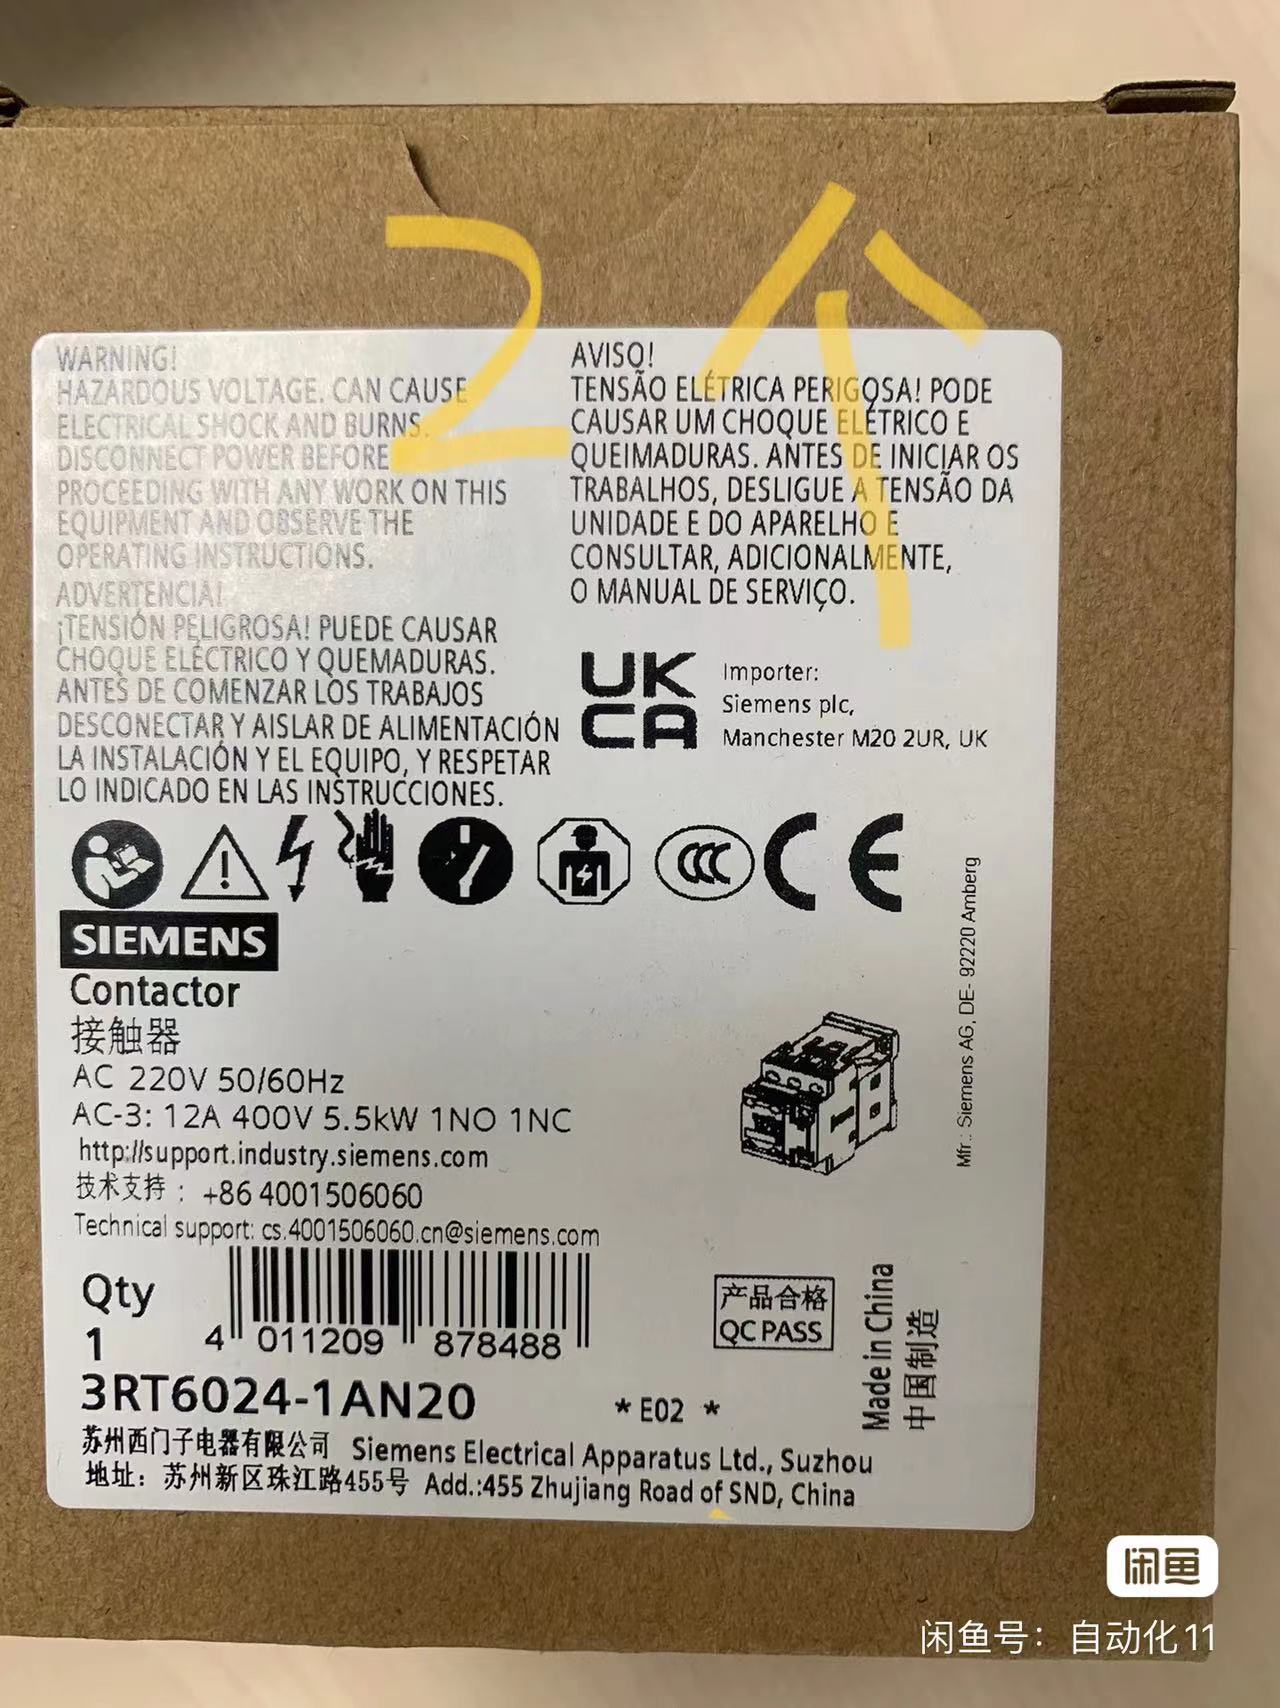 2个
WARNING!
HAZARDOUS VOLTAGE. CAN CAUSE
ELECTRICAL SHOCK AND BURNS.
DISCONNECT POWER BEFORE
PROCEEDING WITH ANY WORK ON THIS
EQUIPMENT AND OBSERVE THE
OPERATING INSTRUCTIONS.
ADVERTENCIA!
¡TENSIÓN PELIGROSA! PUEDE CAUSAR
CHOQUE ELÉCTRICO Y QUEMADURAS.
ANTES DE COMENZAR LOS TRABAJOS
DESCONECTAR Y AISLAR DE ALIMENTACIÓN
LA INSTALACIÓN Y EL EQUIPO, Y RESPETAR
LO INDICADO EN LAS INSTRUCCIONES.
AVISO!
TENSÃO ELÉTRICA PERIGOSA! PODE
CAUSAR UM CHOQUE ELÉTRICO E
QUEIMADURAS. ANTES DE INICIAR OS
TRABALHOS, DESLIGUE A TENSÃO DA
UNIDADE E DO APARELHO E
CONSULTAR, ADICIONALMENTE,
O MANUAL DE SERVIÇO.
UK
CA
Importer:
Siemens plc,
Manchester M20 2UR, UK
CCC CE
SIEMENS
Contactor
接触器
AC 220V 50/60Hz
AC-3: 12A 400V 5.5kW 1NO 1NC
http://support.industry.siemens.com
技术支持：+86 4001506060
Technical support: cs.4001506060.cn@siemens.com
Mfr.: Siemens AG, DE- 92220 Amberg
Qty
1
4 011209 878488
产品合格
QC PASS
Made in China
中国制造
3RT6024-1AN20
* E02 *
苏州西门子电器有限公司 Siemens Electrical Apparatus Ltd., Suzhou
地址：苏州新区珠江路455号 Add.:455 Zhujiang Road of SND, China
闲鱼
闲鱼号：自动化11